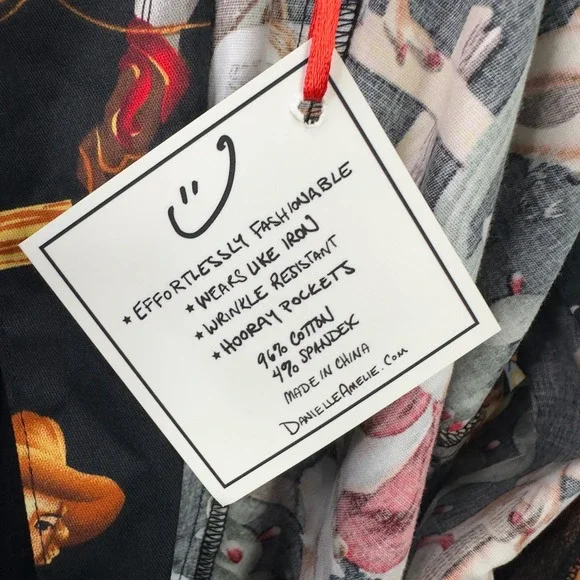 * EFFORTLESSLY FASHIONABLE
* WEARS LIKE IRON
* WRINKLE RESISTANT
* HOORAY POCKETS
96% COTTON
4% SPANDEX
MADE IN CHINA
DANIELLEAMELIE.COM